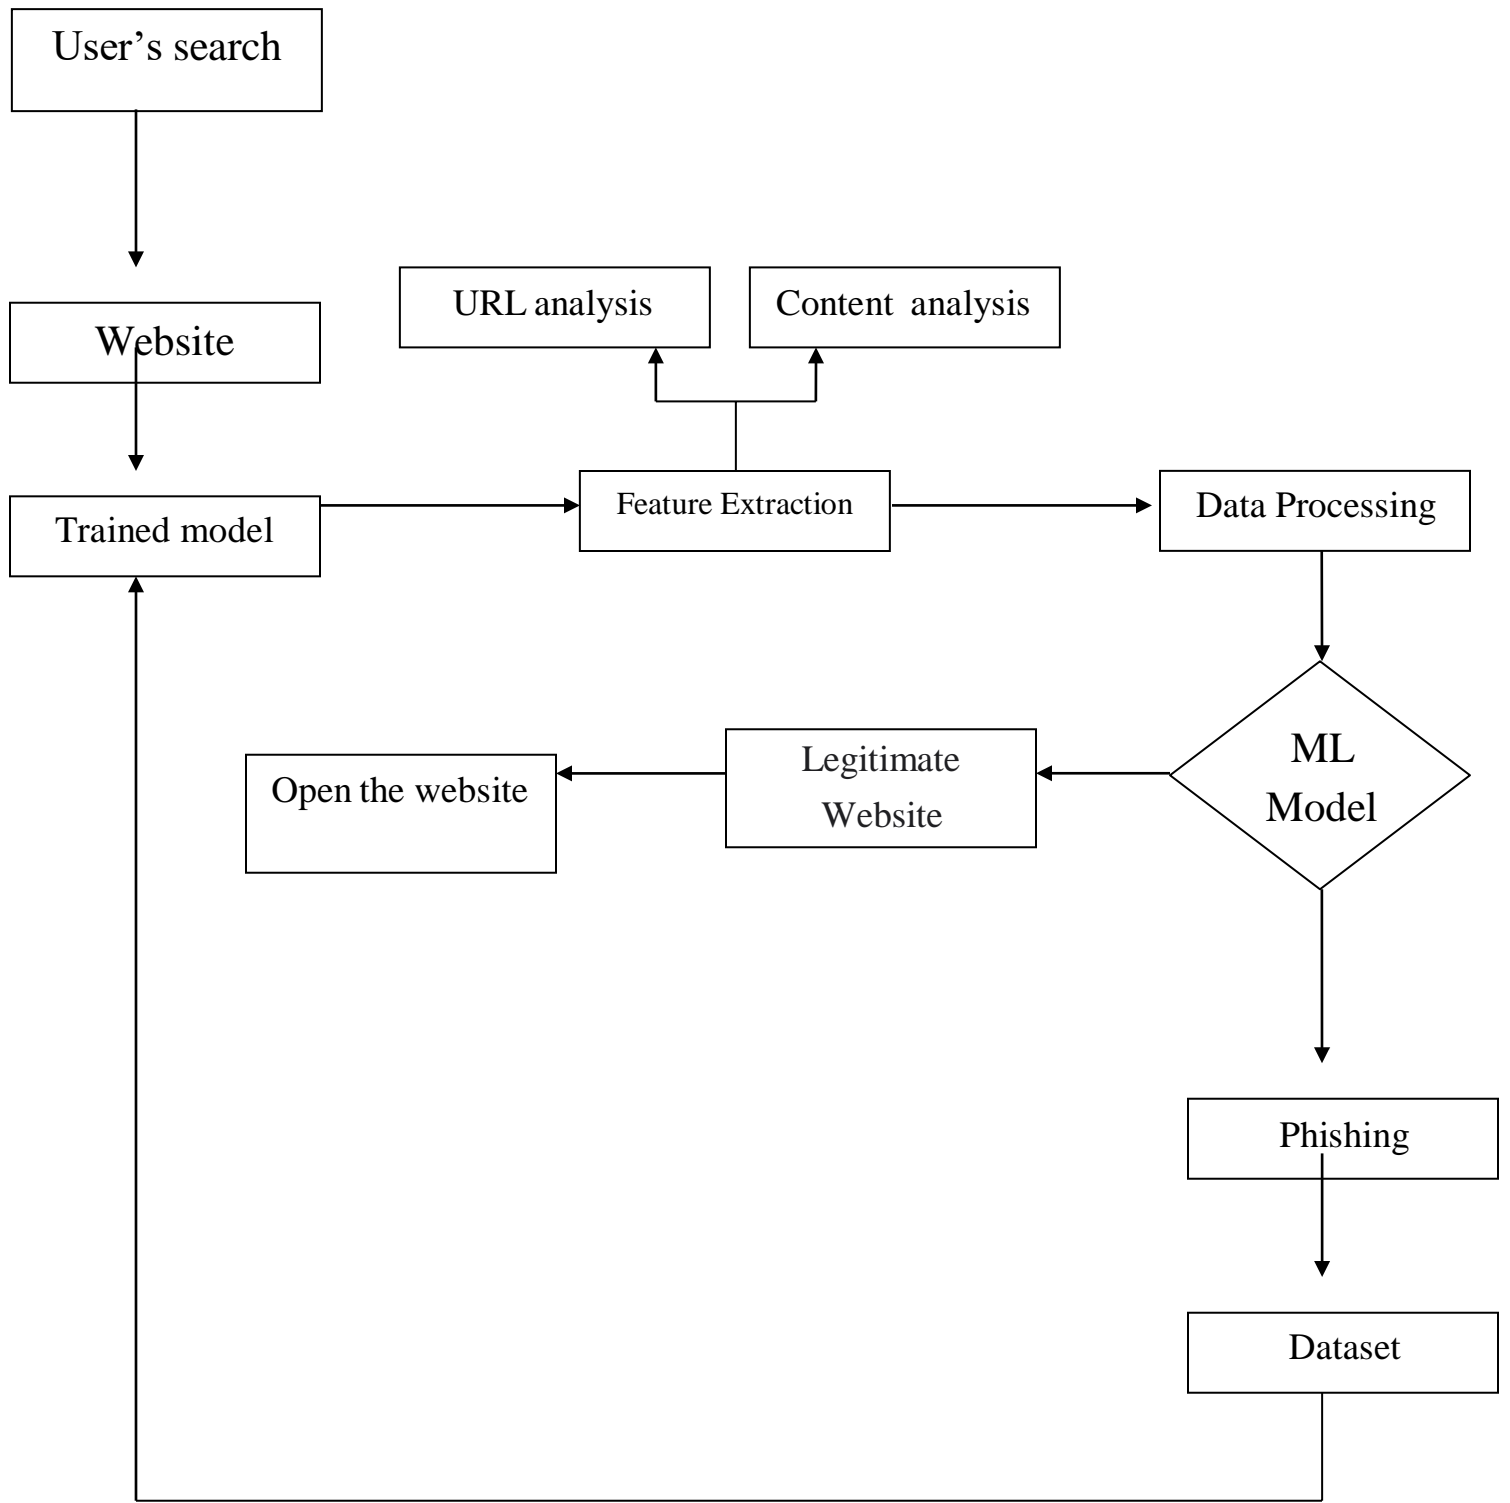 User’s search
URL analysis
Content analysis
Website
Feature Extraction
Data Processing
Trained model
ML
Model
Legitimate
Website
Open the website
Phishing
Dataset